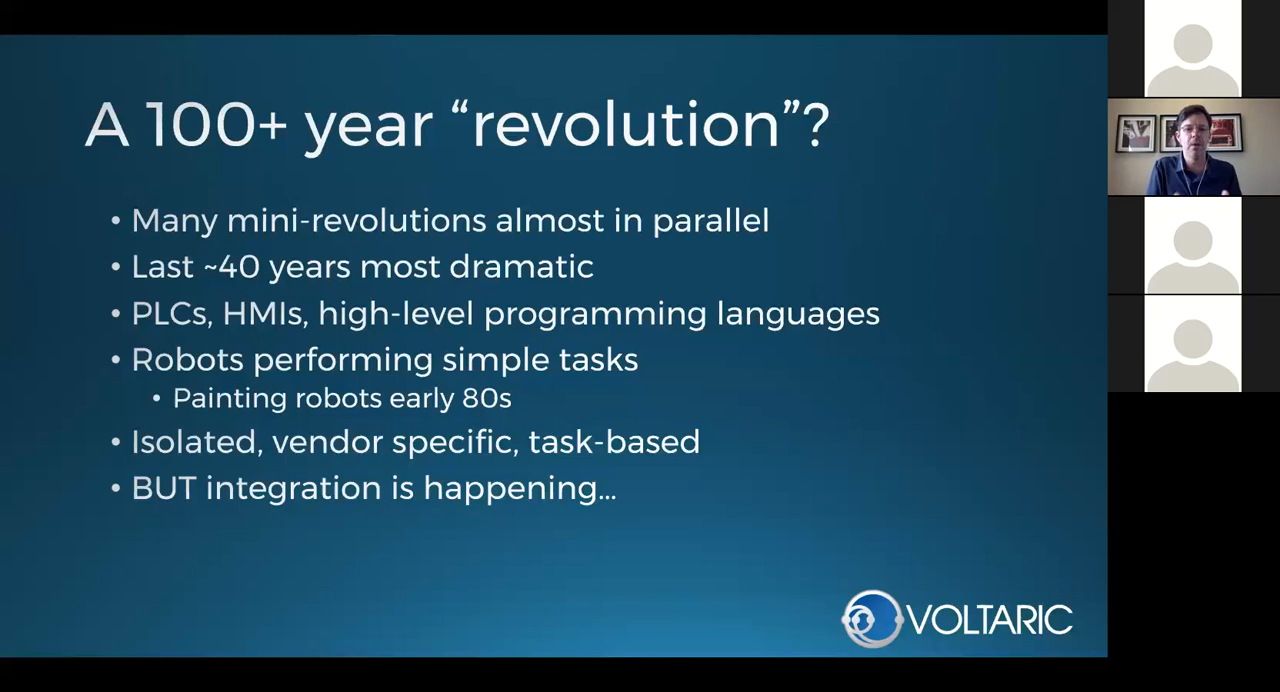 A 100+ year “revolution”?
• Many mini-revolutions almost in parallel
• Last ~40 years most dramatic
• PLCs, HMIs, high-level programming languages
• Robots performing simple tasks
• Painting robots early 80s
• Isolated, vendor specific, task-based
• BUT integration is happening…
VOLTARIC